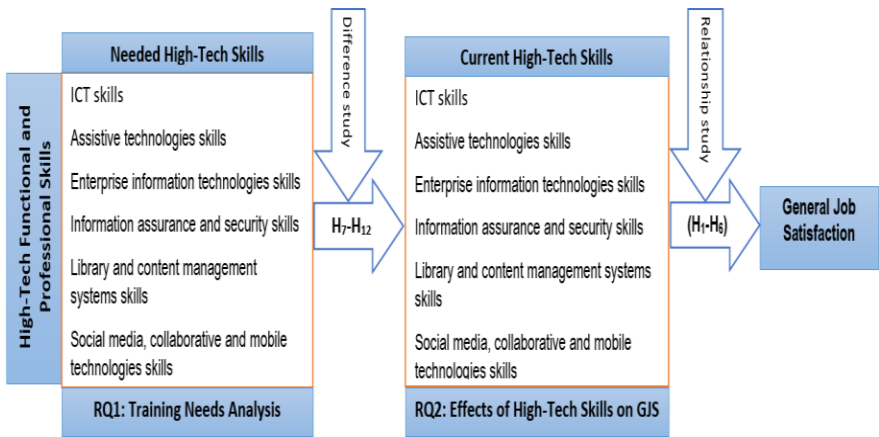 High-Tech Functional and
Professional Skills
Needed High-Tech Skills
ICT skills
Assistive technologies skills
Enterprise information technologies skills
Information assurance and security skills
Library and content management
systems skills
Social media, collaborative and mobile
technologies skills
RQ1: Training Needs Analysis
Difference study
H₇-H₁₂
Current High-Tech Skills
ICT skills
Assistive technologies skills
Enterprise information technologies skills
Information assurance and security skills
Library and content management systems
skills
Social media, collaborative and mobile
technologies skills
RQ2: Effects of High-Tech Skills on GJS
Relationship study
(H₁-H₆)
General Job
Satisfaction